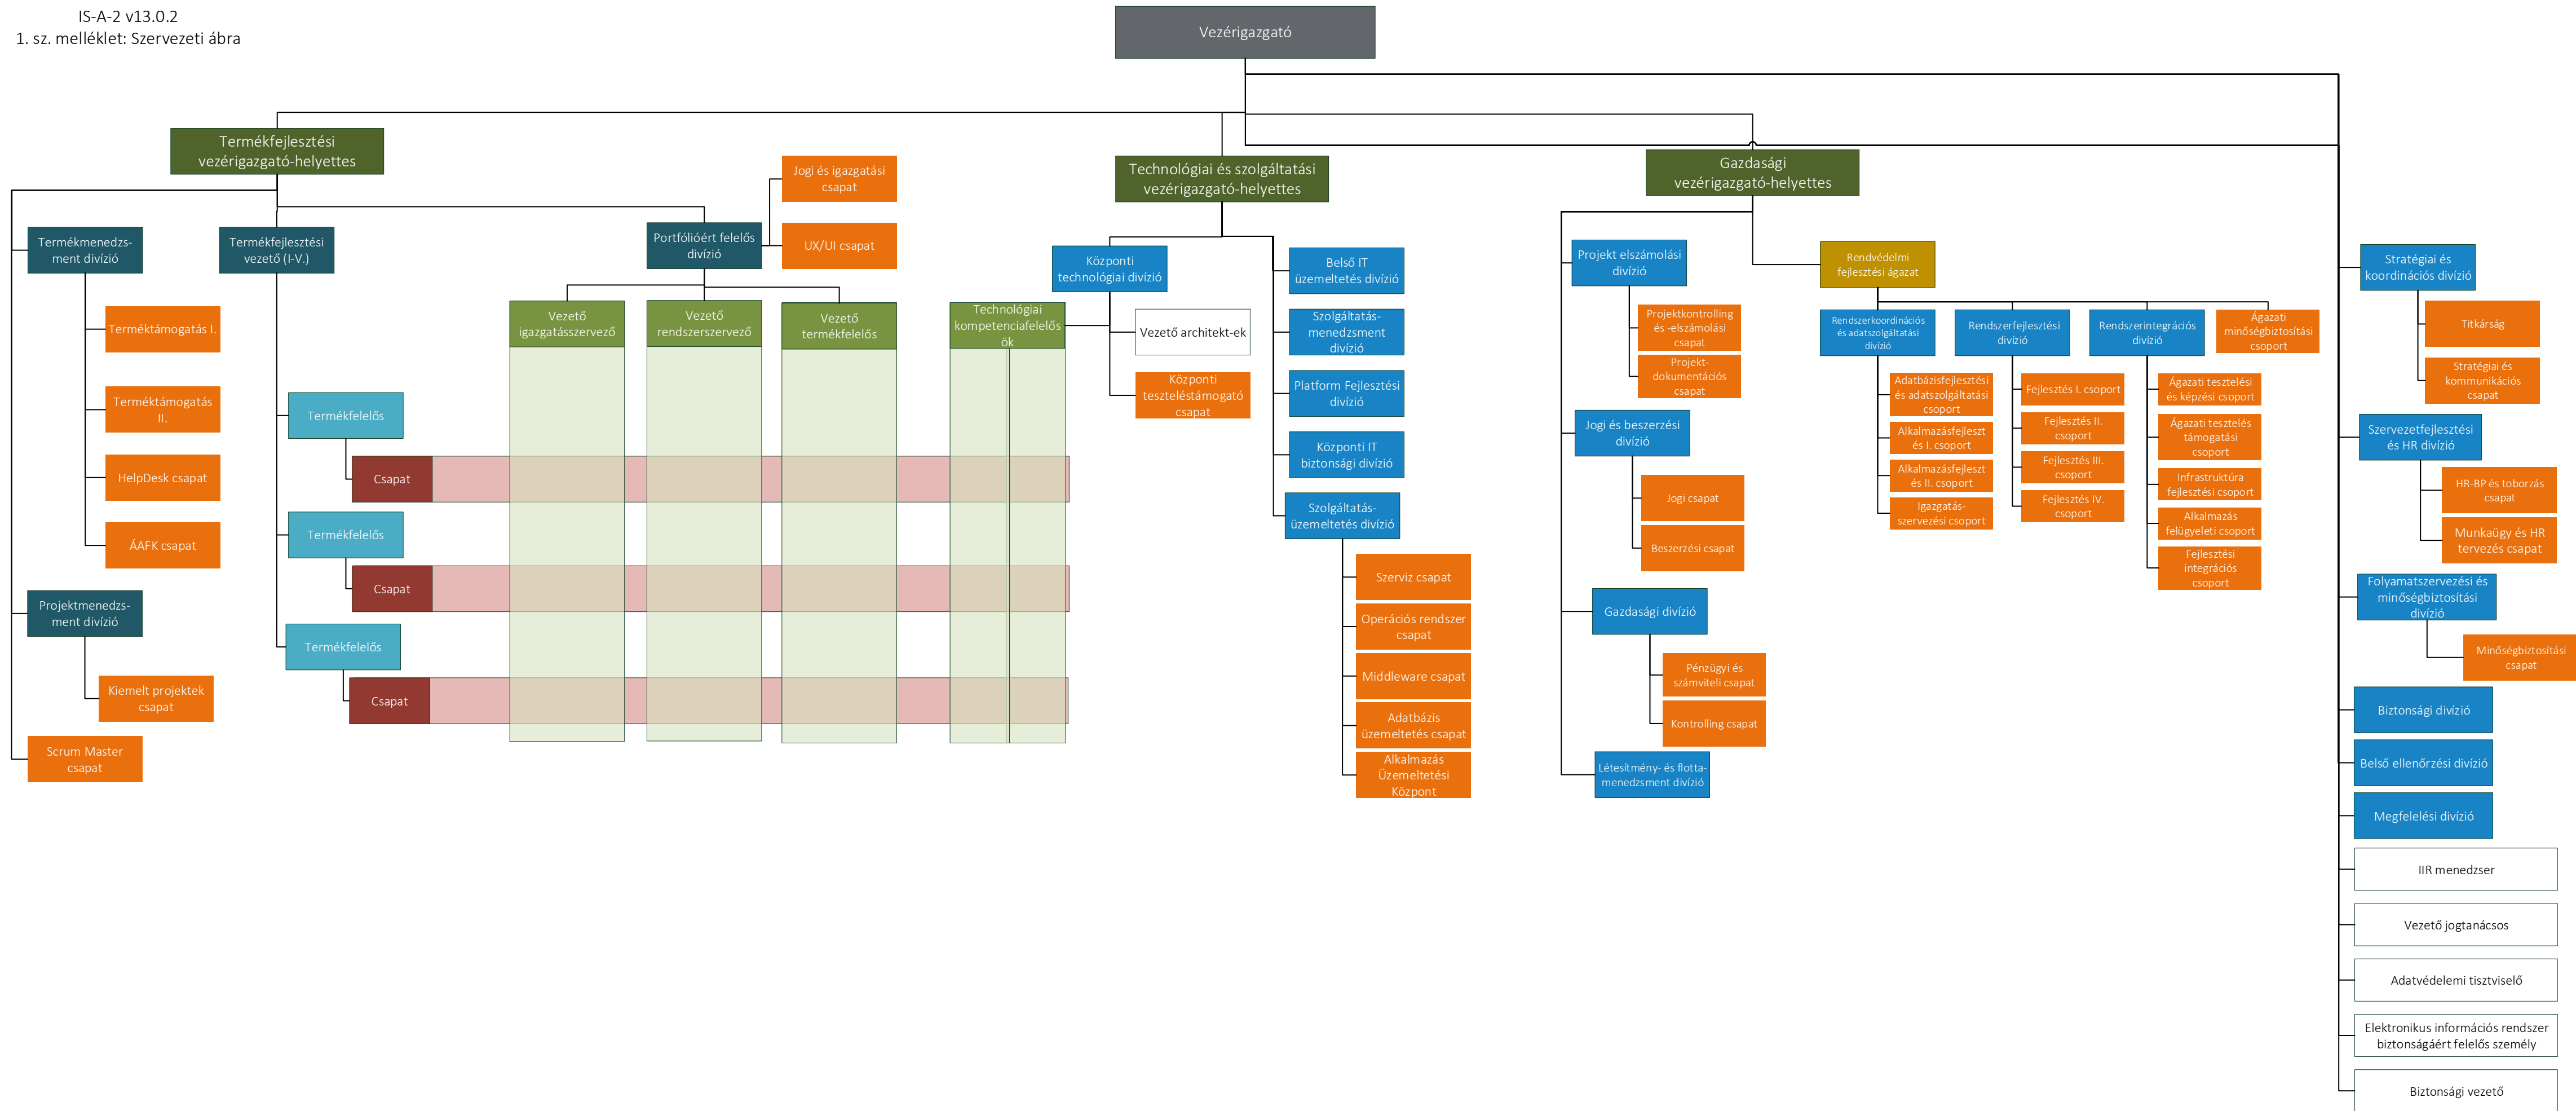 IS-A-2 v13.0.2
1. sz. melléklet: Szervezeti ábra
Vezérigazgató
Termékfejlesztési
vezérigazgató-helyettes
Termékmenedzs-
ment divízió
Terméktámogatás I.
Terméktámogatás
II.
HelpDesk csapat
ÁAFK csapat
Projektmenedzs-
ment divízió
Kiemelt projektek
csapat
Scrum Master
csapat
Termékfejlesztési
vezető (I-V.)
Termékfelelős
Csapat
Termékfelelős
Csapat
Termékfelelős
Csapat
Portfólióért felelős
divízió
Jogi és igazgatási
csapat
UX/UI csapat
Vezető
igazgatásszervező
Vezető
rendszerszervező
Vezető
termékfelelős
Technológiai
kompetenciafelelős
ök
Technológiai és szolgáltatási
vezérigazgató-helyettes
Központi
technológiai divízió
Vezető architekt-ek
Központi
teszteléstámogató
csapat
Belső IT
üzemeltetés divízió
Szolgáltatás-
menedzsment
divízió
Platform Fejlesztési
divízió
Központi IT
biztonsági divízió
Szolgáltatás-
üzemeltetés divízió
Szerviz csapat
Operációs rendszer
csapat
Middleware csapat
Adatbázis
üzemeltetés csapat
Alkalmazás
Üzemeltetési
Központ
Gazdasági
vezérigazgató-helyettes
Projekt elszámolási
divízió
Projektkontrolling
és -elszámolási
csapat
Projekt-
dokumentációs
csapat
Jogi és beszerzési
divízió
Jogi csapat
Beszerzési csapat
Gazdasági divízió
Pénzügyi és
számviteli csapat
Kontrolling csapat
Létesítmény- és flotta-
menedzsment divízió
Rendvédelmi
fejlesztési ágazat
Rendszerkoordinációs
és adatszolgáltatási
divízió
Adatbázisfejlesztési
és adatszolgáltatási
csoport
Alkalmazásfejleszt
és I. csoport
Alkalmazásfejleszt
és II. csoport
Igazgatás-
szervezési csoport
Rendszerfejlesztési
divízió
Fejlesztés I. csoport
Fejlesztés II.
csoport
Fejlesztés III.
csoport
Fejlesztés IV.
csoport
Rendszerintegrációs
divízió
Ágazati tesztelési
és képzési csoport
Ágazati tesztelés
támogatási
csoport
Infrastruktúra
fejlesztési csoport
Alkalmazás
felügyeleti csoport
Fejlesztési
integrációs
csoport
Ágazati
minőségbiztosítási
csoport
Stratégiai és
koordinációs divízió
Titkárság
Stratégiai és
kommunikációs
csapat
Szervezetfejlesztési
és HR divízió
HR-BP és toborzás
csapat
Munkaügy és HR
tervezés csapat
Folyamatszervezési és
minőségbiztosítási
divízió
Minőségbiztosítási
csapat
Biztonsági divízió
Belső ellenőrzési divízió
Megfelelési divízió
IIR menedzser
Vezető jogtanácsos
Adatvédelemi tisztviselő
Elektronikus információs rendszer
biztonságáért felelős személy
Biztonsági vezető